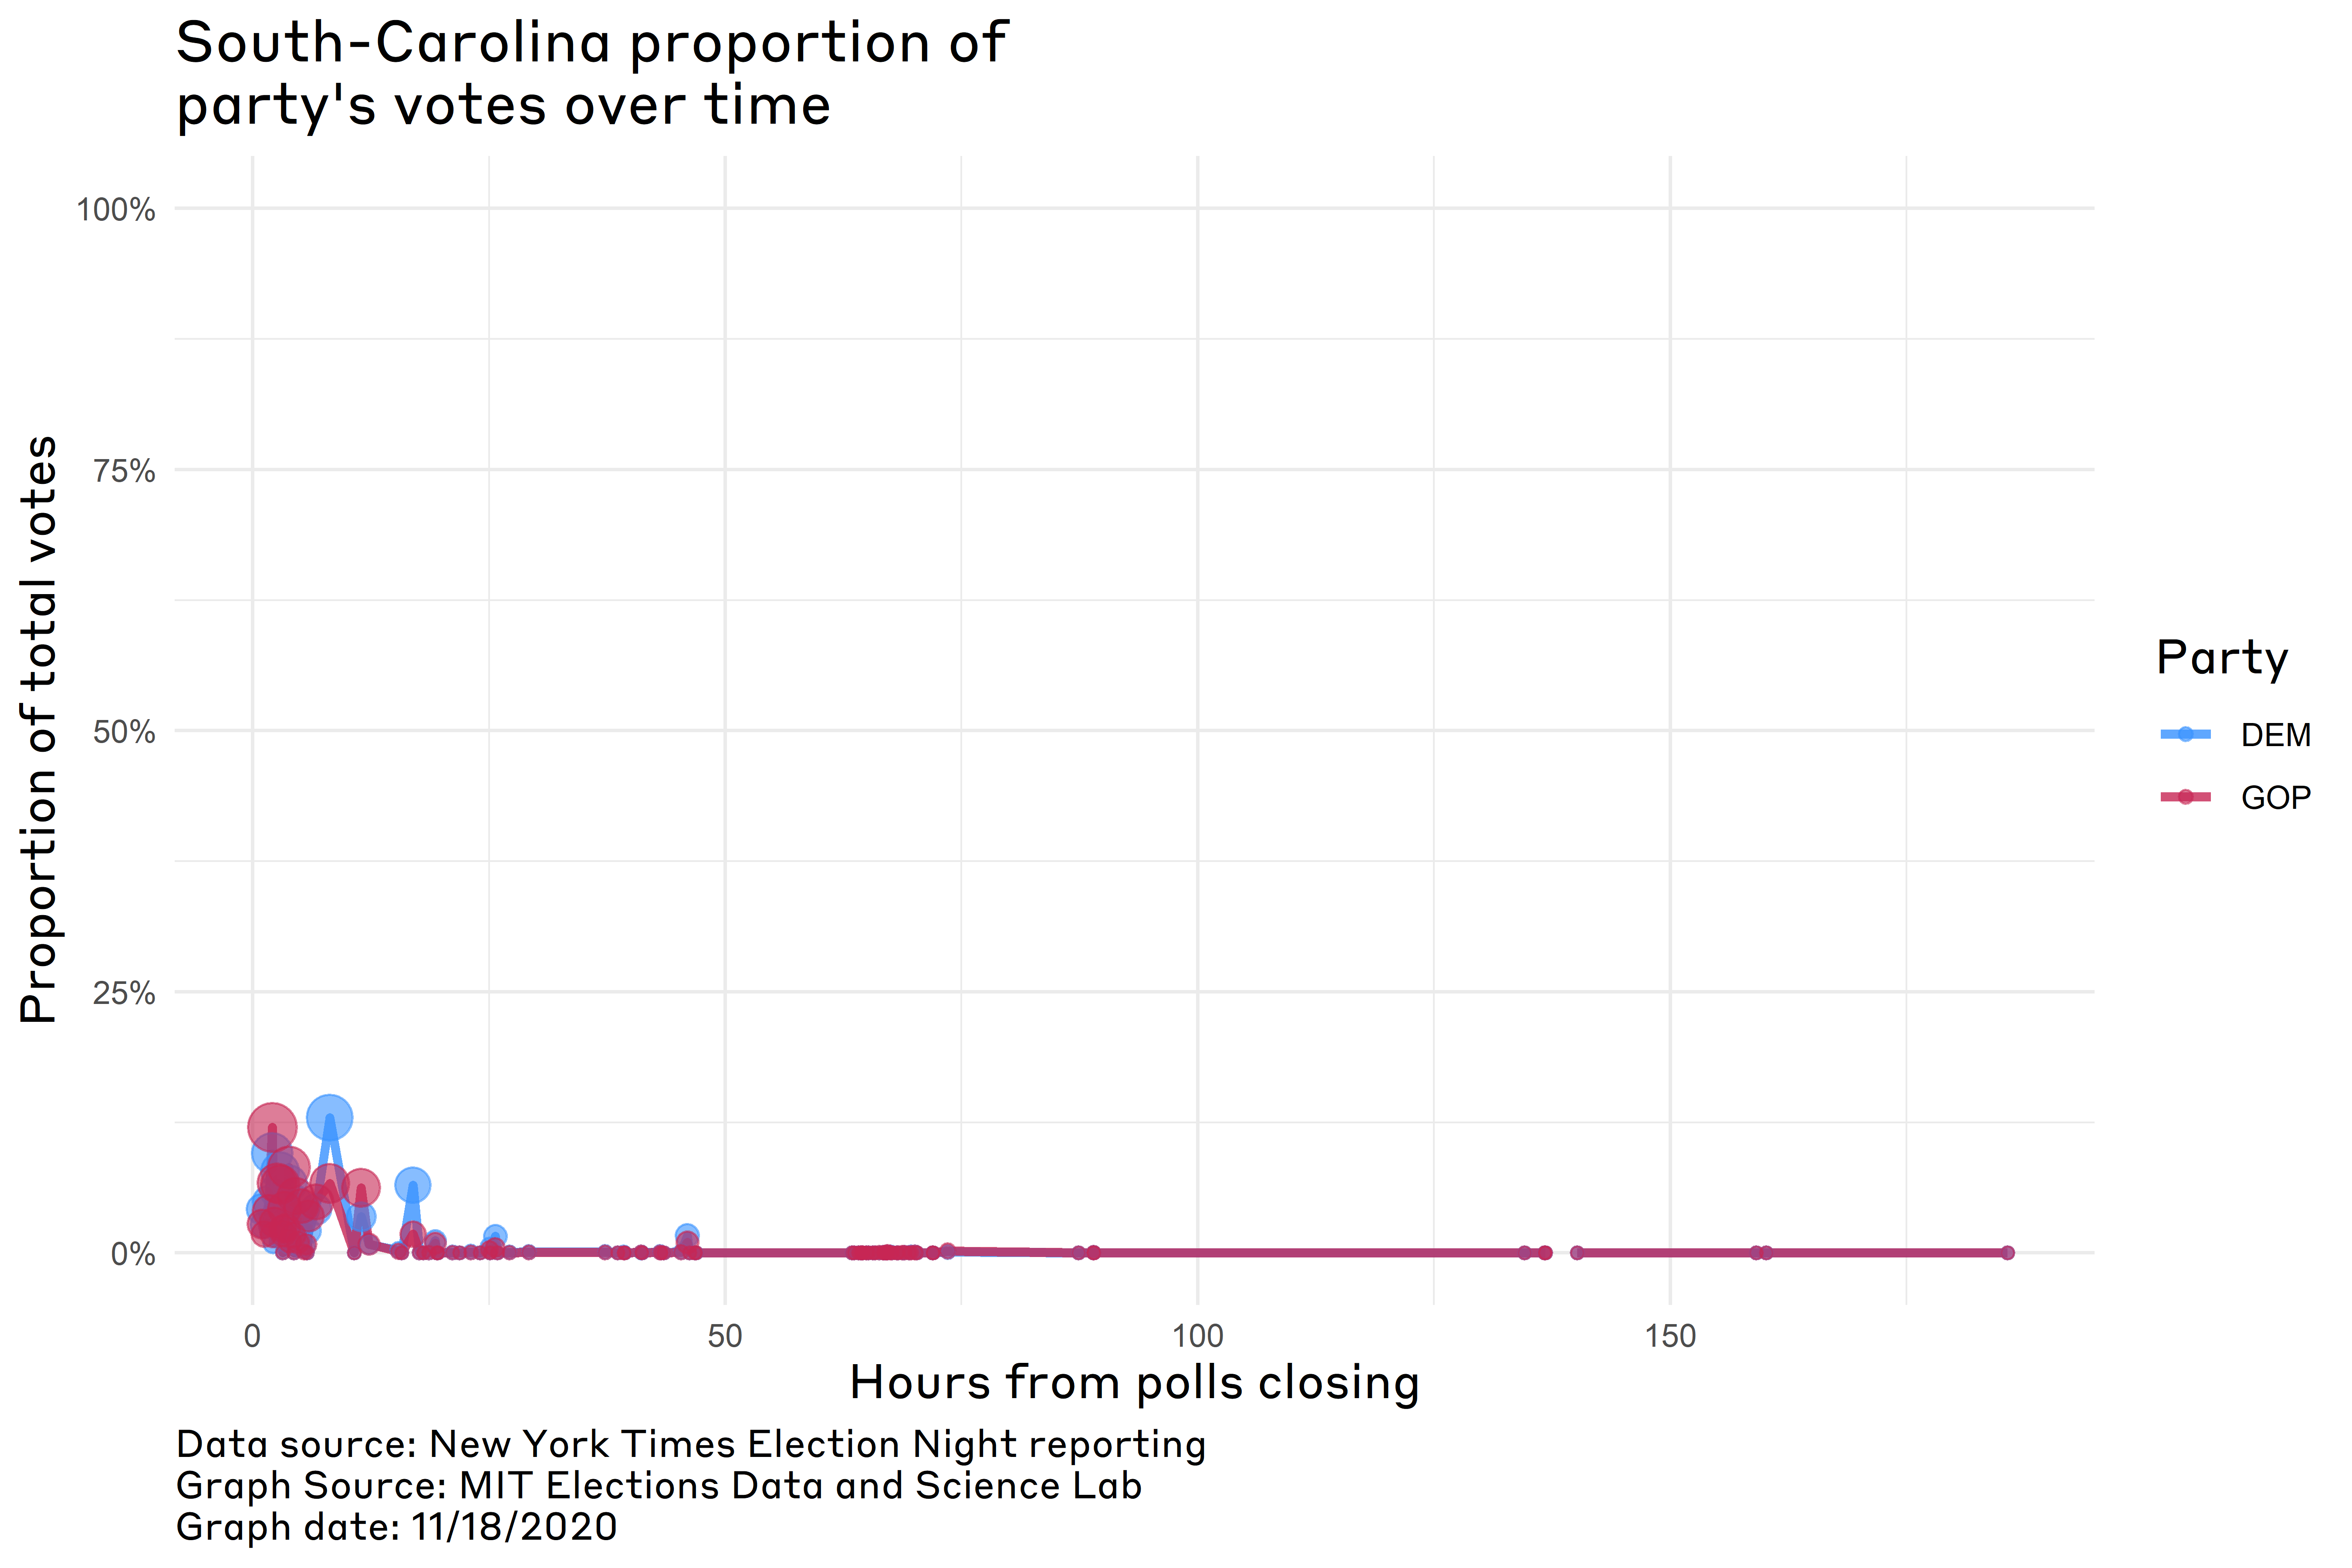 South-Carolina proportion of
party's votes over time
Proportion of total votes
100%
75%
50%
25%
0%
0
50
100
150
Hours from polls closing
Party
DEM
GOP
Data source: New York Times Election Night reporting
Graph Source: MIT Elections Data and Science Lab
Graph date: 11/18/2020